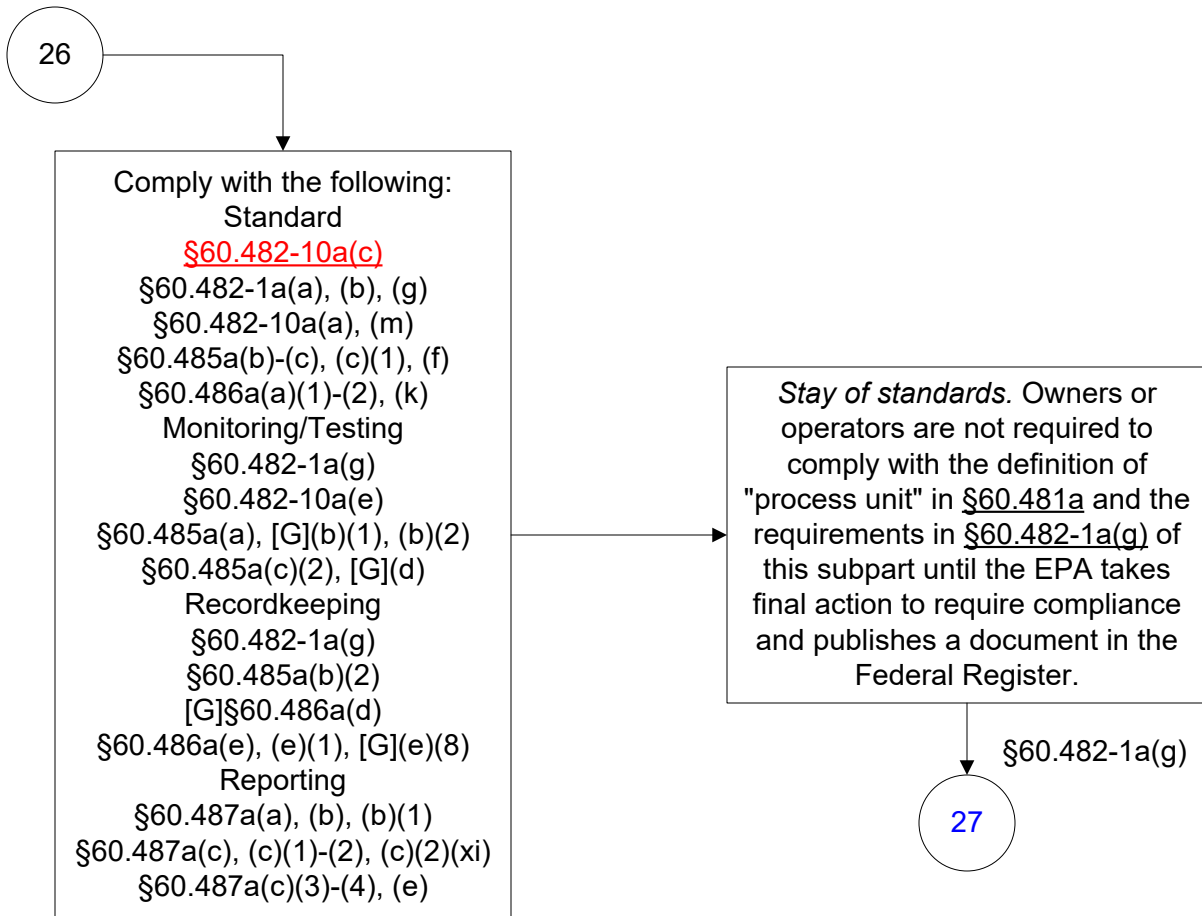 26
Comply with the following:
Standard
§60.482-10a(c)
§60.482-1a(a), (b), (g)
§60.482-10a(a), (m)
§60.485a(b)-(c), (c)(1), (f)
§60.486a(a)(1)-(2), (k)
Monitoring/Testing
§60.482-1a(g)
§60.482-10a(e)
§60.485a(a), [G](b)(1), (b)(2)
§60.485a(c)(2), [G](d)
Recordkeeping
§60.482-1a(g)
§60.485a(b)(2)
[G]§60.486a(d)
§60.486a(e), (e)(1), [G](e)(8)
Reporting
§60.487a(a), (b), (b)(1)
§60.487a(c), (c)(1)-(2), (c)(2)(xi)
§60.487a(c)(3)-(4), (e)
Stay of standards. Owners or
operators are not required to
comply with the definition of
"process unit" in §60.481a and the
requirements in §60.482-1a(g) of
this subpart until the EPA takes
final action to require compliance
and publishes a document in the
Federal Register.
§60.482-1a(g)
27